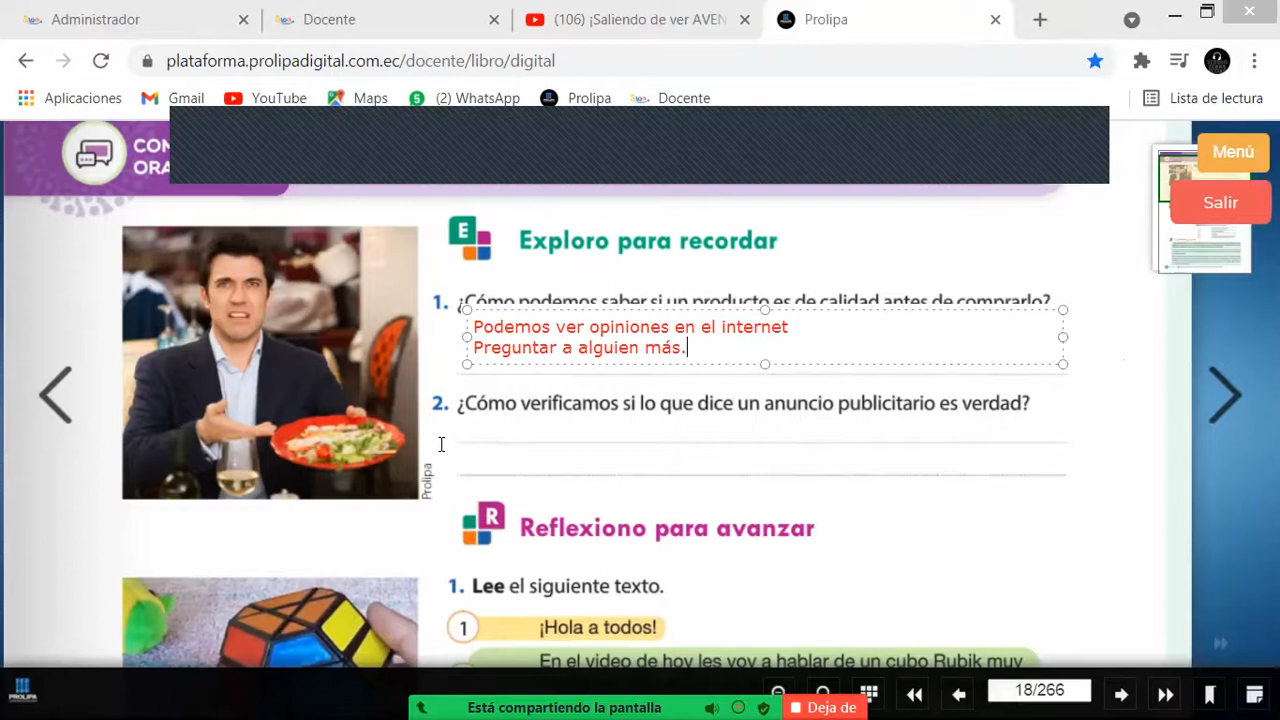 Administrador
Docente
(106) ¡Saliendo de ver AVEN
Prolipa
plataforma.prolipadigital.com.ec/docente/libro/digital
Aplicaciones
Gmail
YouTube
Maps
5
(2) WhatsApp
Prolipa
Docente
Lista de lectura
COM
ORA
Menú
Salir
E
Exploro para recordar
1. ¿Cómo podemos saber si un producto es de calidad antes de comprarlo?
Podemos ver opiniones en el internet
Preguntar a alguien más.
2. ¿Cómo verificamos si lo que dice un anuncio publicitario es verdad?
Prolipa
R
Reflexiono para avanzar
1. Lee el siguiente texto.
1 ¡Hola a todos!
En el video de hoy les voy a hablar de un cubo Rubik muy
PROLIPA
18/266
Está compartiendo la pantalla
Deja de